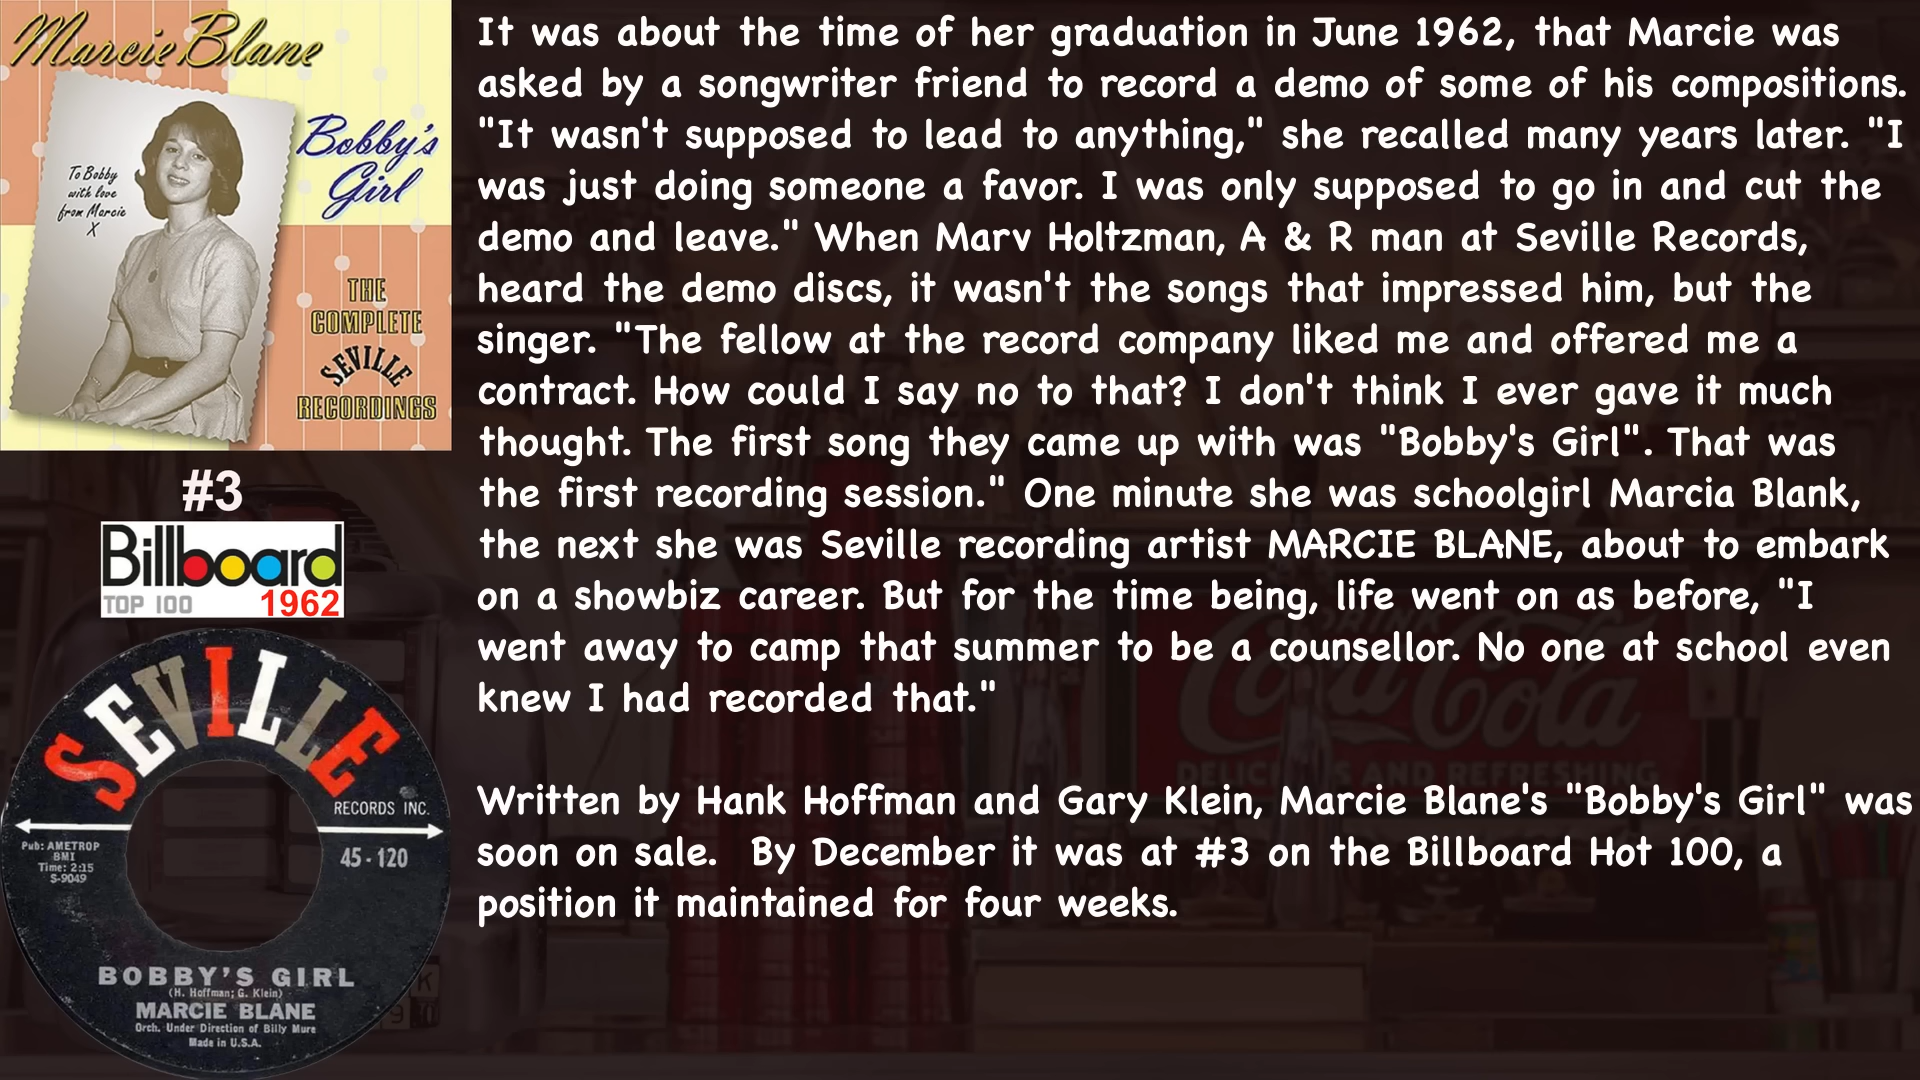 Marcie Blane
Bobby's
Girl
To Bobby
with love
from Marcie
X
THE
COMPLETE
SEVILLE
RECORDINGS
#3
Billboard
TOP 100
1962
SEVILLE
RECORDS INC.
Pub: AMETROP
BMI
Time: 2:15
S-9049
45-120
BOBBY'S GIRL
(H. Hoffman; G. Klein)
MARCIE BLANE
Orch. Under Direction of Billy Mure
Made in U.S.A.
It was about the time of her graduation in June 1962, that Marcie was
asked by a songwriter friend to record a demo of some of his compositions.
"It wasn't supposed to lead to anything," she recalled many years later. "I
was just doing someone a favor. I was only supposed to go in and cut the
demo and leave." When Marv Holtzman, A & R man at Seville Records,
heard the demo discs, it wasn't the songs that impressed him, but the
singer. "The fellow at the record company liked me and offered me a
contract. How could I say no to that? I don't think I ever gave it much
thought. The first song they came up with was "Bobby's Girl". That was
the first recording session." One minute she was schoolgirl Marcia Blank,
the next she was Seville recording artist MARCIE BLANE, about to embark
on a showbiz career. But for the time being, life went on as before, "I
went away to camp that summer to be a counsellor. No one at school even
knew I had recorded that."
Written by Hank Hoffman and Gary Klein, Marcie Blane's "Bobby's Girl" was
soon on sale.  By December it was at #3 on the Billboard Hot 100, a
position it maintained for four weeks.
DRINK
Coca-Cola
DELICIOUS AND REFRESHING